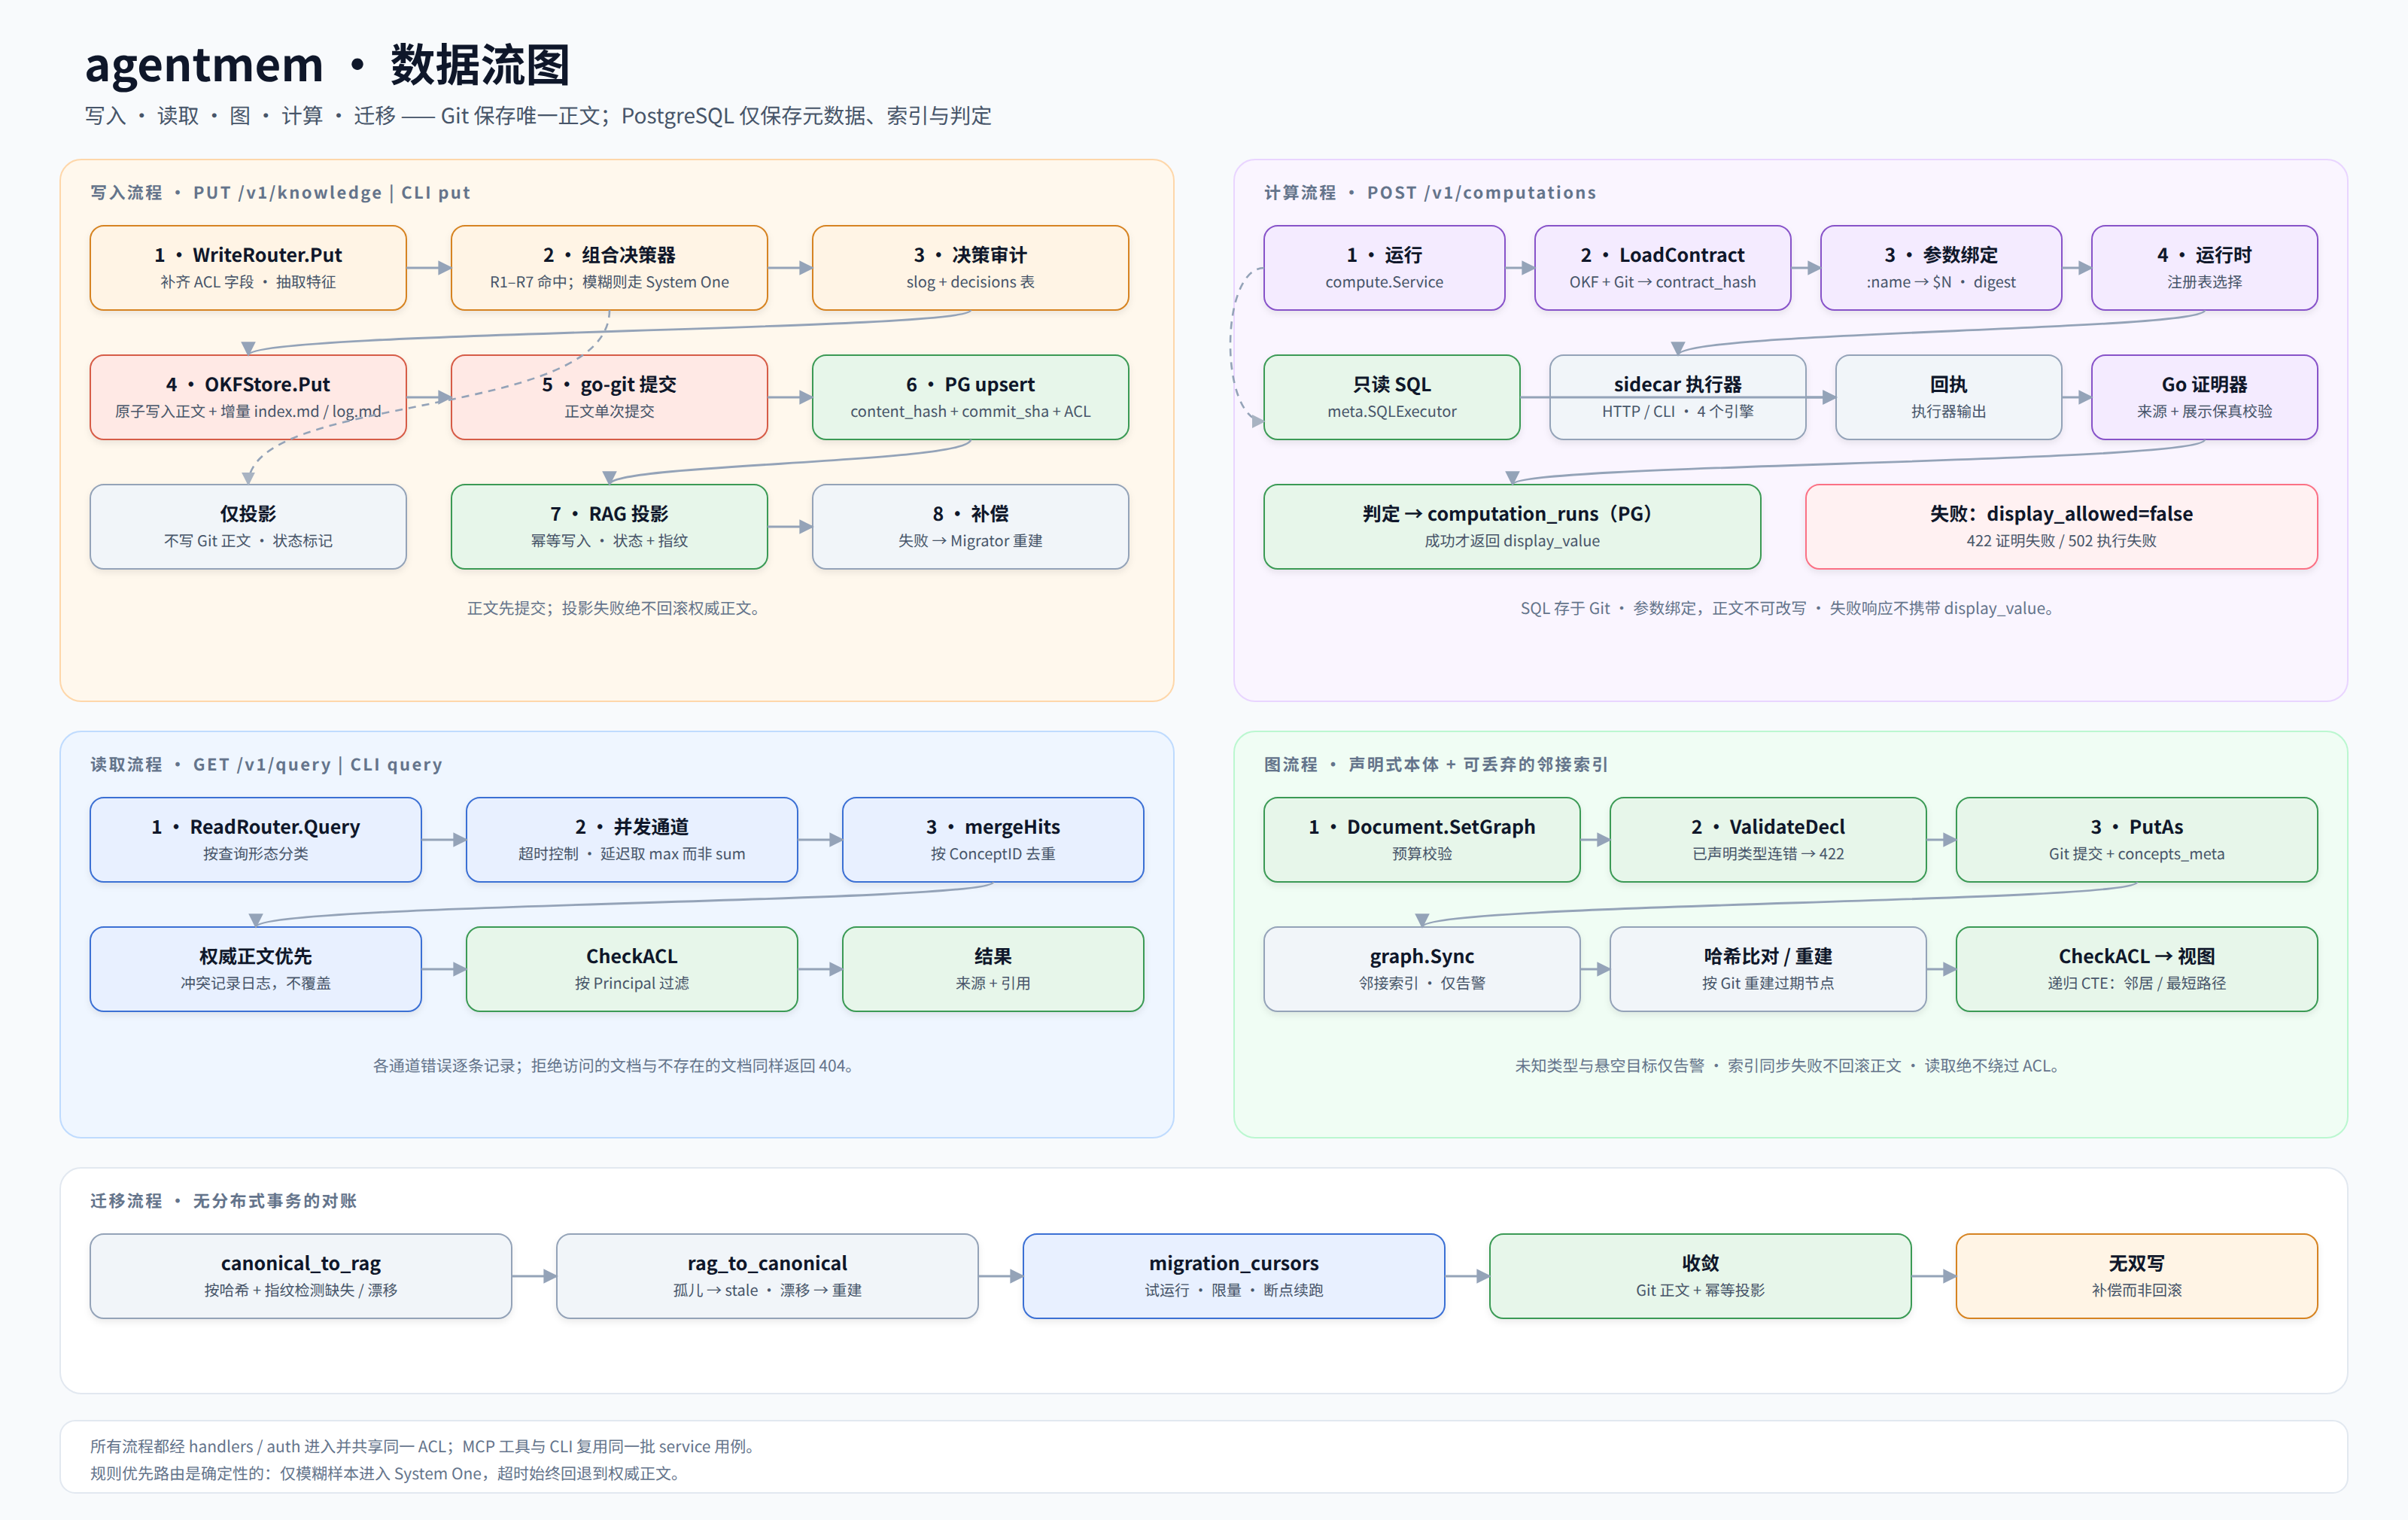 agentmem · 数据流图
写入 · 读取 · 图 · 计算 · 迁移 —— Git 保存唯一正文；PostgreSQL 仅保存元数据、索引与判定
写入流程 · PUT /v1/knowledge | CLI put
1 · WriteRouter.Put
补齐 ACL 字段 · 抽取特征
2 · 组合决策器
R1–R7 命中；模糊则走 System One
3 · 决策审计
slog + decisions 表
4 · OKFStore.Put
原子写入正文 + 增量 index.md / log.md
5 · go-git 提交
正文单次提交
6 · PG upsert
content_hash + commit_sha + ACL
仅投影
不写 Git 正文 · 状态标记
7 · RAG 投影
幂等写入 · 状态 + 指纹
8 · 补偿
失败 → Migrator 重建
正文先提交；投影失败绝不回滚权威正文。
计算流程 · POST /v1/computations
1 · 运行
compute.Service
2 · LoadContract
OKF + Git → contract_hash
3 · 参数绑定
:name → $N · digest
4 · 运行时
注册表选择
只读 SQL
meta.SQLExecutor
sidecar 执行器
HTTP / CLI · 4 个引擎
回执
执行器输出
Go 证明器
来源 + 展示保真校验
判定 → computation_runs（PG）
成功才返回 display_value
失败：display_allowed=false
422 证明失败 / 502 执行失败
SQL 存于 Git · 参数绑定，正文不可改写 · 失败响应不携带 display_value。
读取流程 · GET /v1/query | CLI query
1 · ReadRouter.Query
按查询形态分类
2 · 并发通道
超时控制 · 延迟取 max 而非 sum
3 · mergeHits
按 ConceptID 去重
权威正文优先
冲突记录日志，不覆盖
CheckACL
按 Principal 过滤
结果
来源 + 引用
各通道错误逐条记录；拒绝访问的文档与不存在的文档同样返回 404。
图流程 · 声明式本体 + 可丢弃的邻接索引
1 · Document.SetGraph
预算校验
2 · ValidateDecl
已声明类型连错 → 422
3 · PutAs
Git 提交 + concepts_meta
graph.Sync
邻接索引 · 仅告警
哈希比对 / 重建
按 Git 重建过期节点
CheckACL → 视图
递归 CTE：邻居 / 最短路径
未知类型与悬空目标仅告警 · 索引同步失败不回滚正文 · 读取绝不绕过 ACL。
迁移流程 · 无分布式事务的对账
canonical_to_rag
按哈希 + 指纹检测缺失 / 漂移
rag_to_canonical
孤儿 → stale · 漂移 → 重建
migration_cursors
试运行 · 限量 · 断点续跑
收敛
Git 正文 + 幂等投影
无双写
补偿而非回滚
所有流程都经 handlers / auth 进入并共享同一 ACL；MCP 工具与 CLI 复用同一批 service 用例。
规则优先路由是确定性的：仅模糊样本进入 System One，超时始终回退到权威正文。